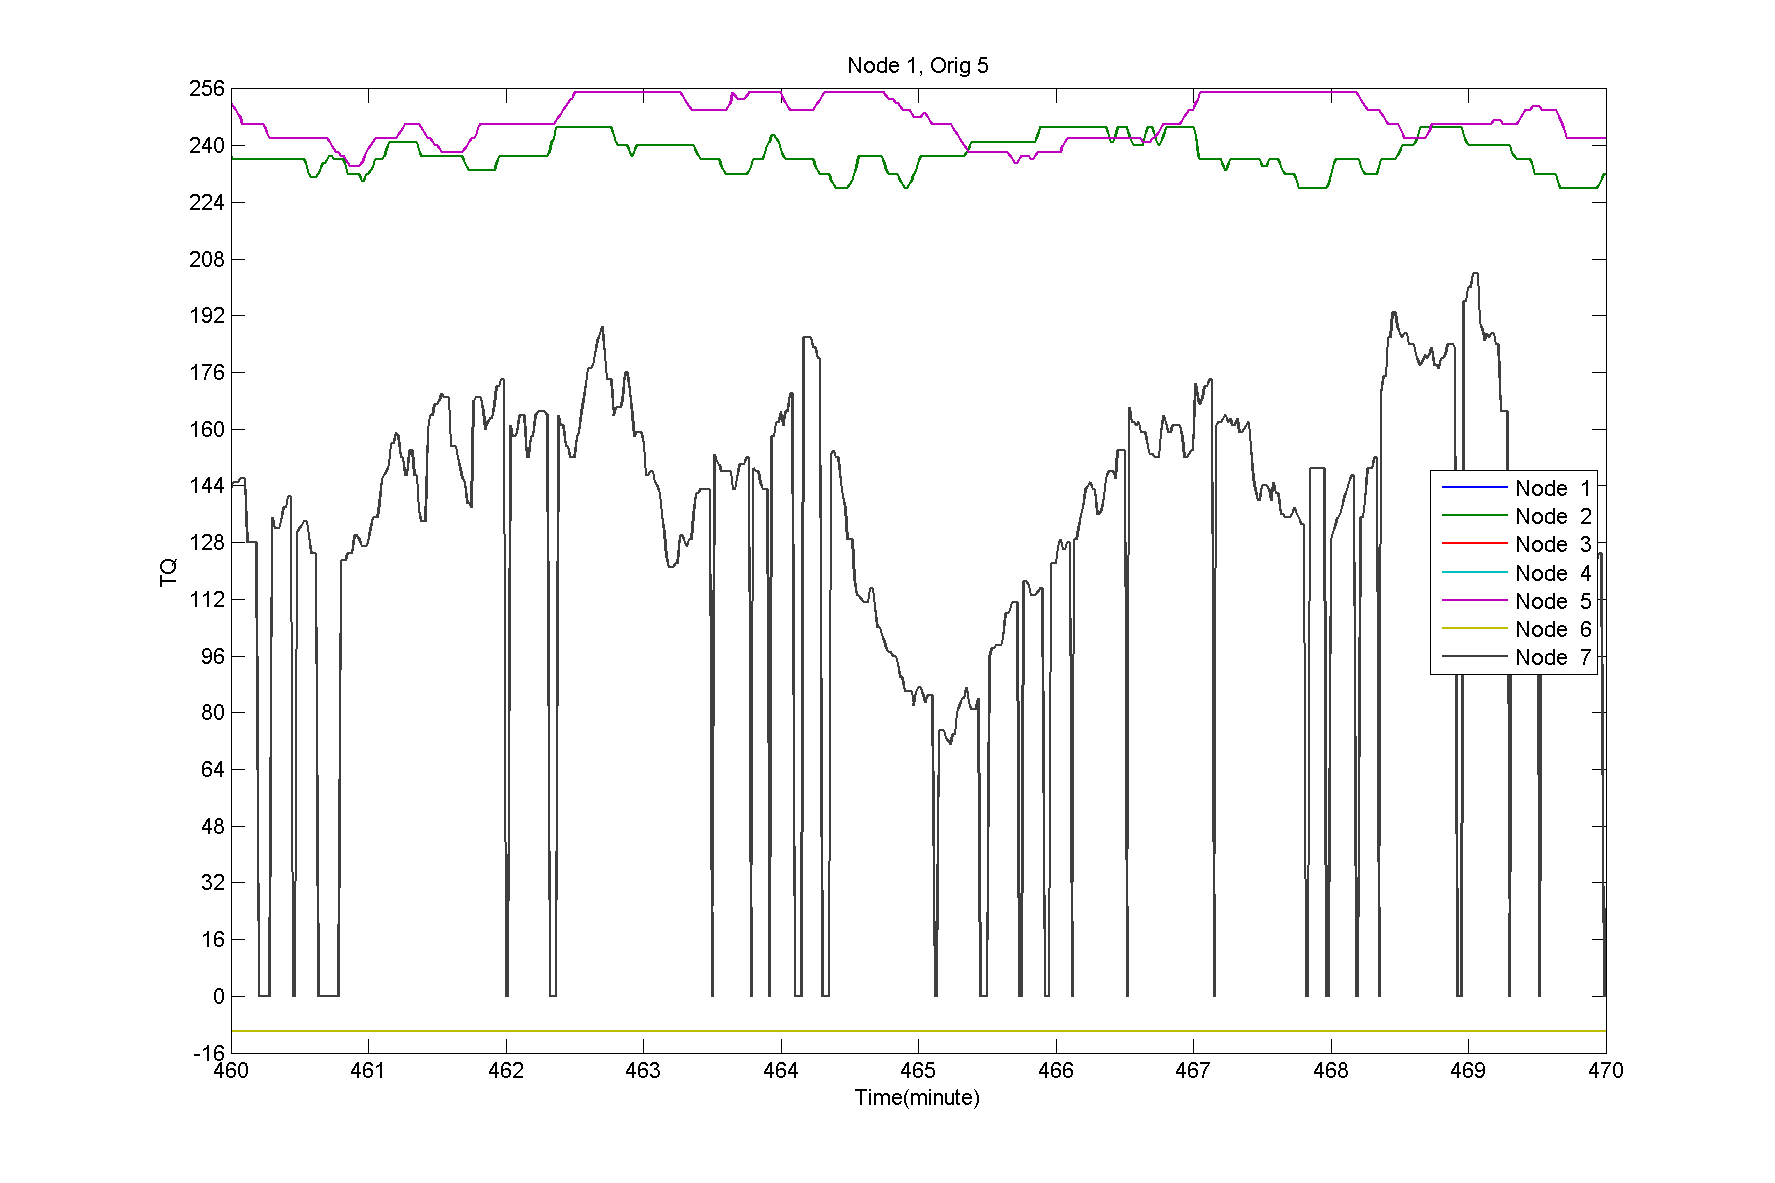 Node 1, Orig 5
256
240
224
208
192
176
160
144
128
112
96
80
64
48
32
16
0
-16
TQ
Node 1
Node 2
Node 3
Node 4
Node 5
Node 6
Node 7
460 461 462 463 464 465 466 467 468 469 470
Time(minute)